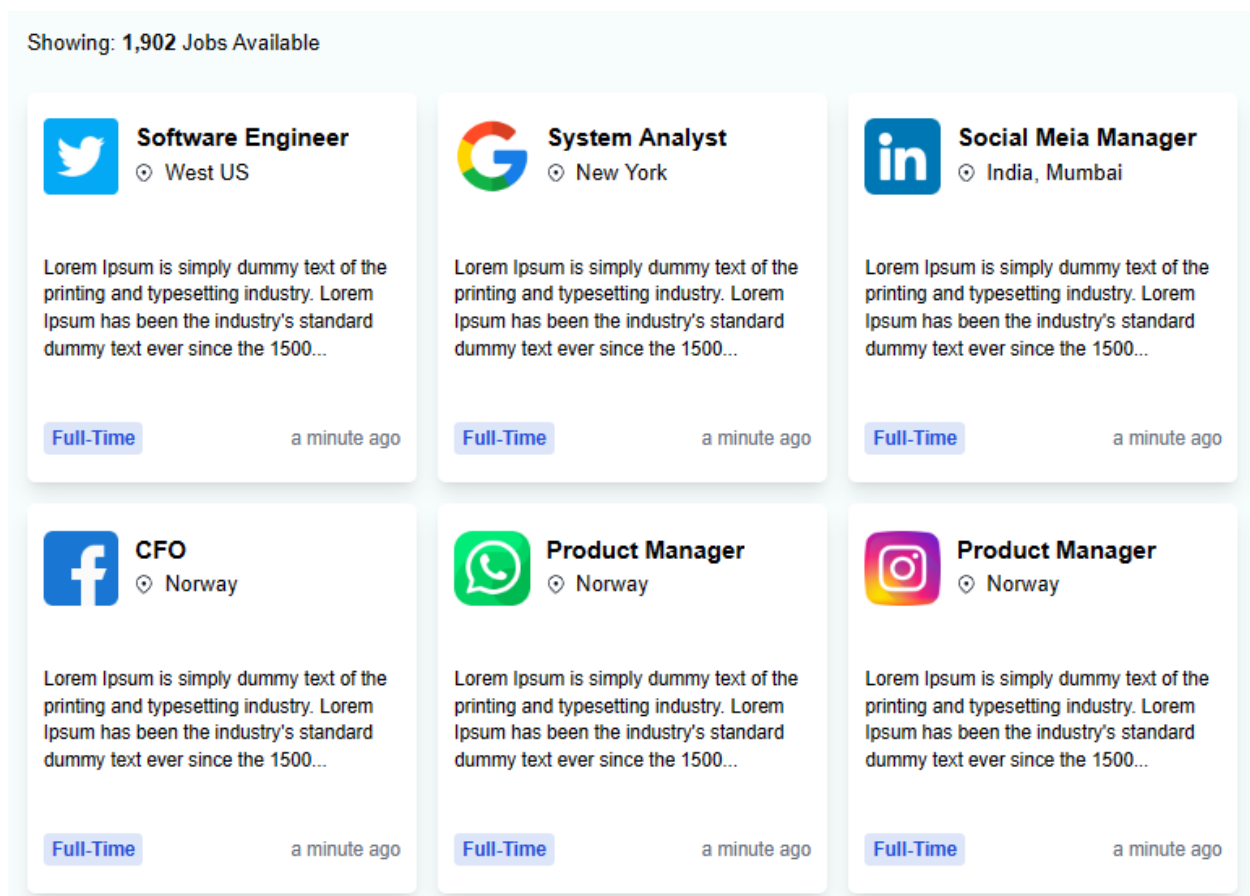 Showing: 1,902 Jobs Available
Software Engineer
West US
Lorem Ipsum is simply dummy text of the
printing and typesetting industry. Lorem
Ipsum has been the industry's standard
dummy text ever since the 1500...
Full-Time
a minute ago
System Analyst
New York
Lorem Ipsum is simply dummy text of the
printing and typesetting industry. Lorem
Ipsum has been the industry's standard
dummy text ever since the 1500...
Full-Time
a minute ago
in
Social Meia Manager
India, Mumbai
Lorem Ipsum is simply dummy text of the
printing and typesetting industry. Lorem
Ipsum has been the industry's standard
dummy text ever since the 1500...
Full-Time
a minute ago
CFO
Norway
Lorem Ipsum is simply dummy text of the
printing and typesetting industry. Lorem
Ipsum has been the industry's standard
dummy text ever since the 1500...
Full-Time
a minute ago
Product Manager
Norway
Lorem Ipsum is simply dummy text of the
printing and typesetting industry. Lorem
Ipsum has been the industry's standard
dummy text ever since the 1500...
Full-Time
a minute ago
Product Manager
Norway
Lorem Ipsum is simply dummy text of the
printing and typesetting industry. Lorem
Ipsum has been the industry's standard
dummy text ever since the 1500...
Full-Time
a minute ago